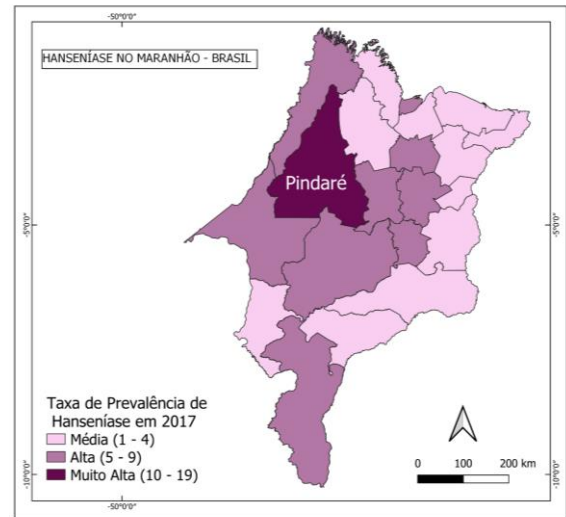 -50°0'0"
HANSENÍASE NO MARANHÃO - BRASIL
Pindaré
-5°0'0"
-5°0'0"
Taxa de Prevalência de
Hanseníase em 2017
Média (1 - 4)
Alta (5 - 9)
Muito Alta (10 - 19)
0 100 200 km
-10°0'0"
-10°0'0"
-50°0'0"